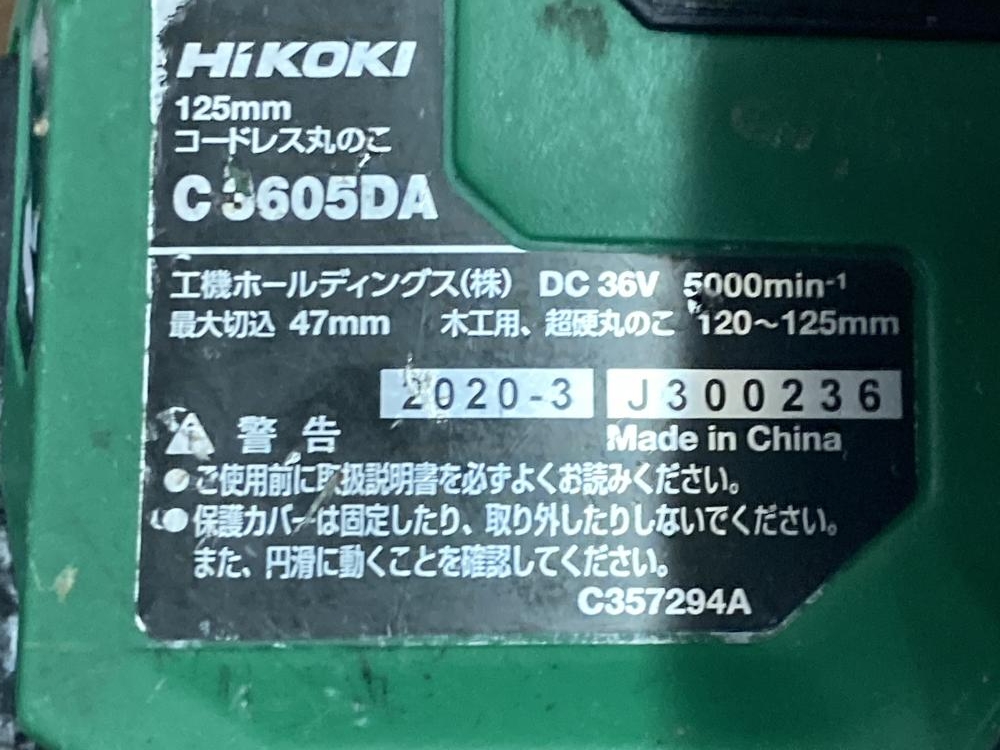 HiKOKI
125mm
コードレス丸のこ
C3605DA
工機ホールディングス(株) DC 36V 5000min-1
最大切込 47mm 木工用、超硬丸のこ 120～125mm
2020-3 J300236
警告 Made in China
●ご使用前に取扱説明書を必ずよくお読みください。
●保護カバーは固定したり、取り外したりしないでください。
また、円滑に動くことを確認してください。
C357294A